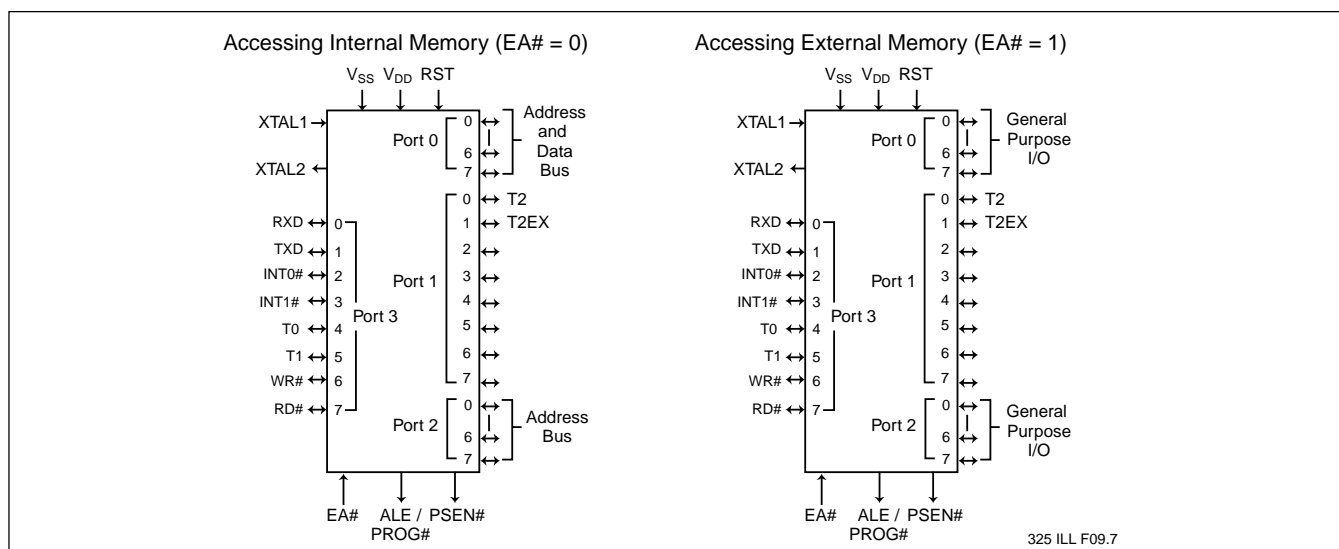 Accessing Internal Memory (EA# = 0)
VSS VDD RST
XTAL1
XTAL2
Port 0
0
6
7
Address
and
Data
Bus
RXD 0
TXD 1
INT0# 2
INT1# 3
T0 4
T1 5
WR# 6
RD# 7
Port 3
Port 1
0 T2
1 T2EX
2
3
4
5
6
7
Port 2
0
6
7
Address
Bus
EA# ALE / PSEN#
PROG#
Accessing External Memory (EA# = 1)
VSS VDD RST
XTAL1
XTAL2
Port 0
0
6
7
General
Purpose
I/O
RXD 0
TXD 1
INT0# 2
INT1# 3
T0 4
T1 5
WR# 6
RD# 7
Port 3
Port 1
0 T2
1 T2EX
2
3
4
5
6
7
Port 2
0
6
7
General
Purpose
I/O
EA# ALE / PSEN#
PROG#
325 ILL F09.7